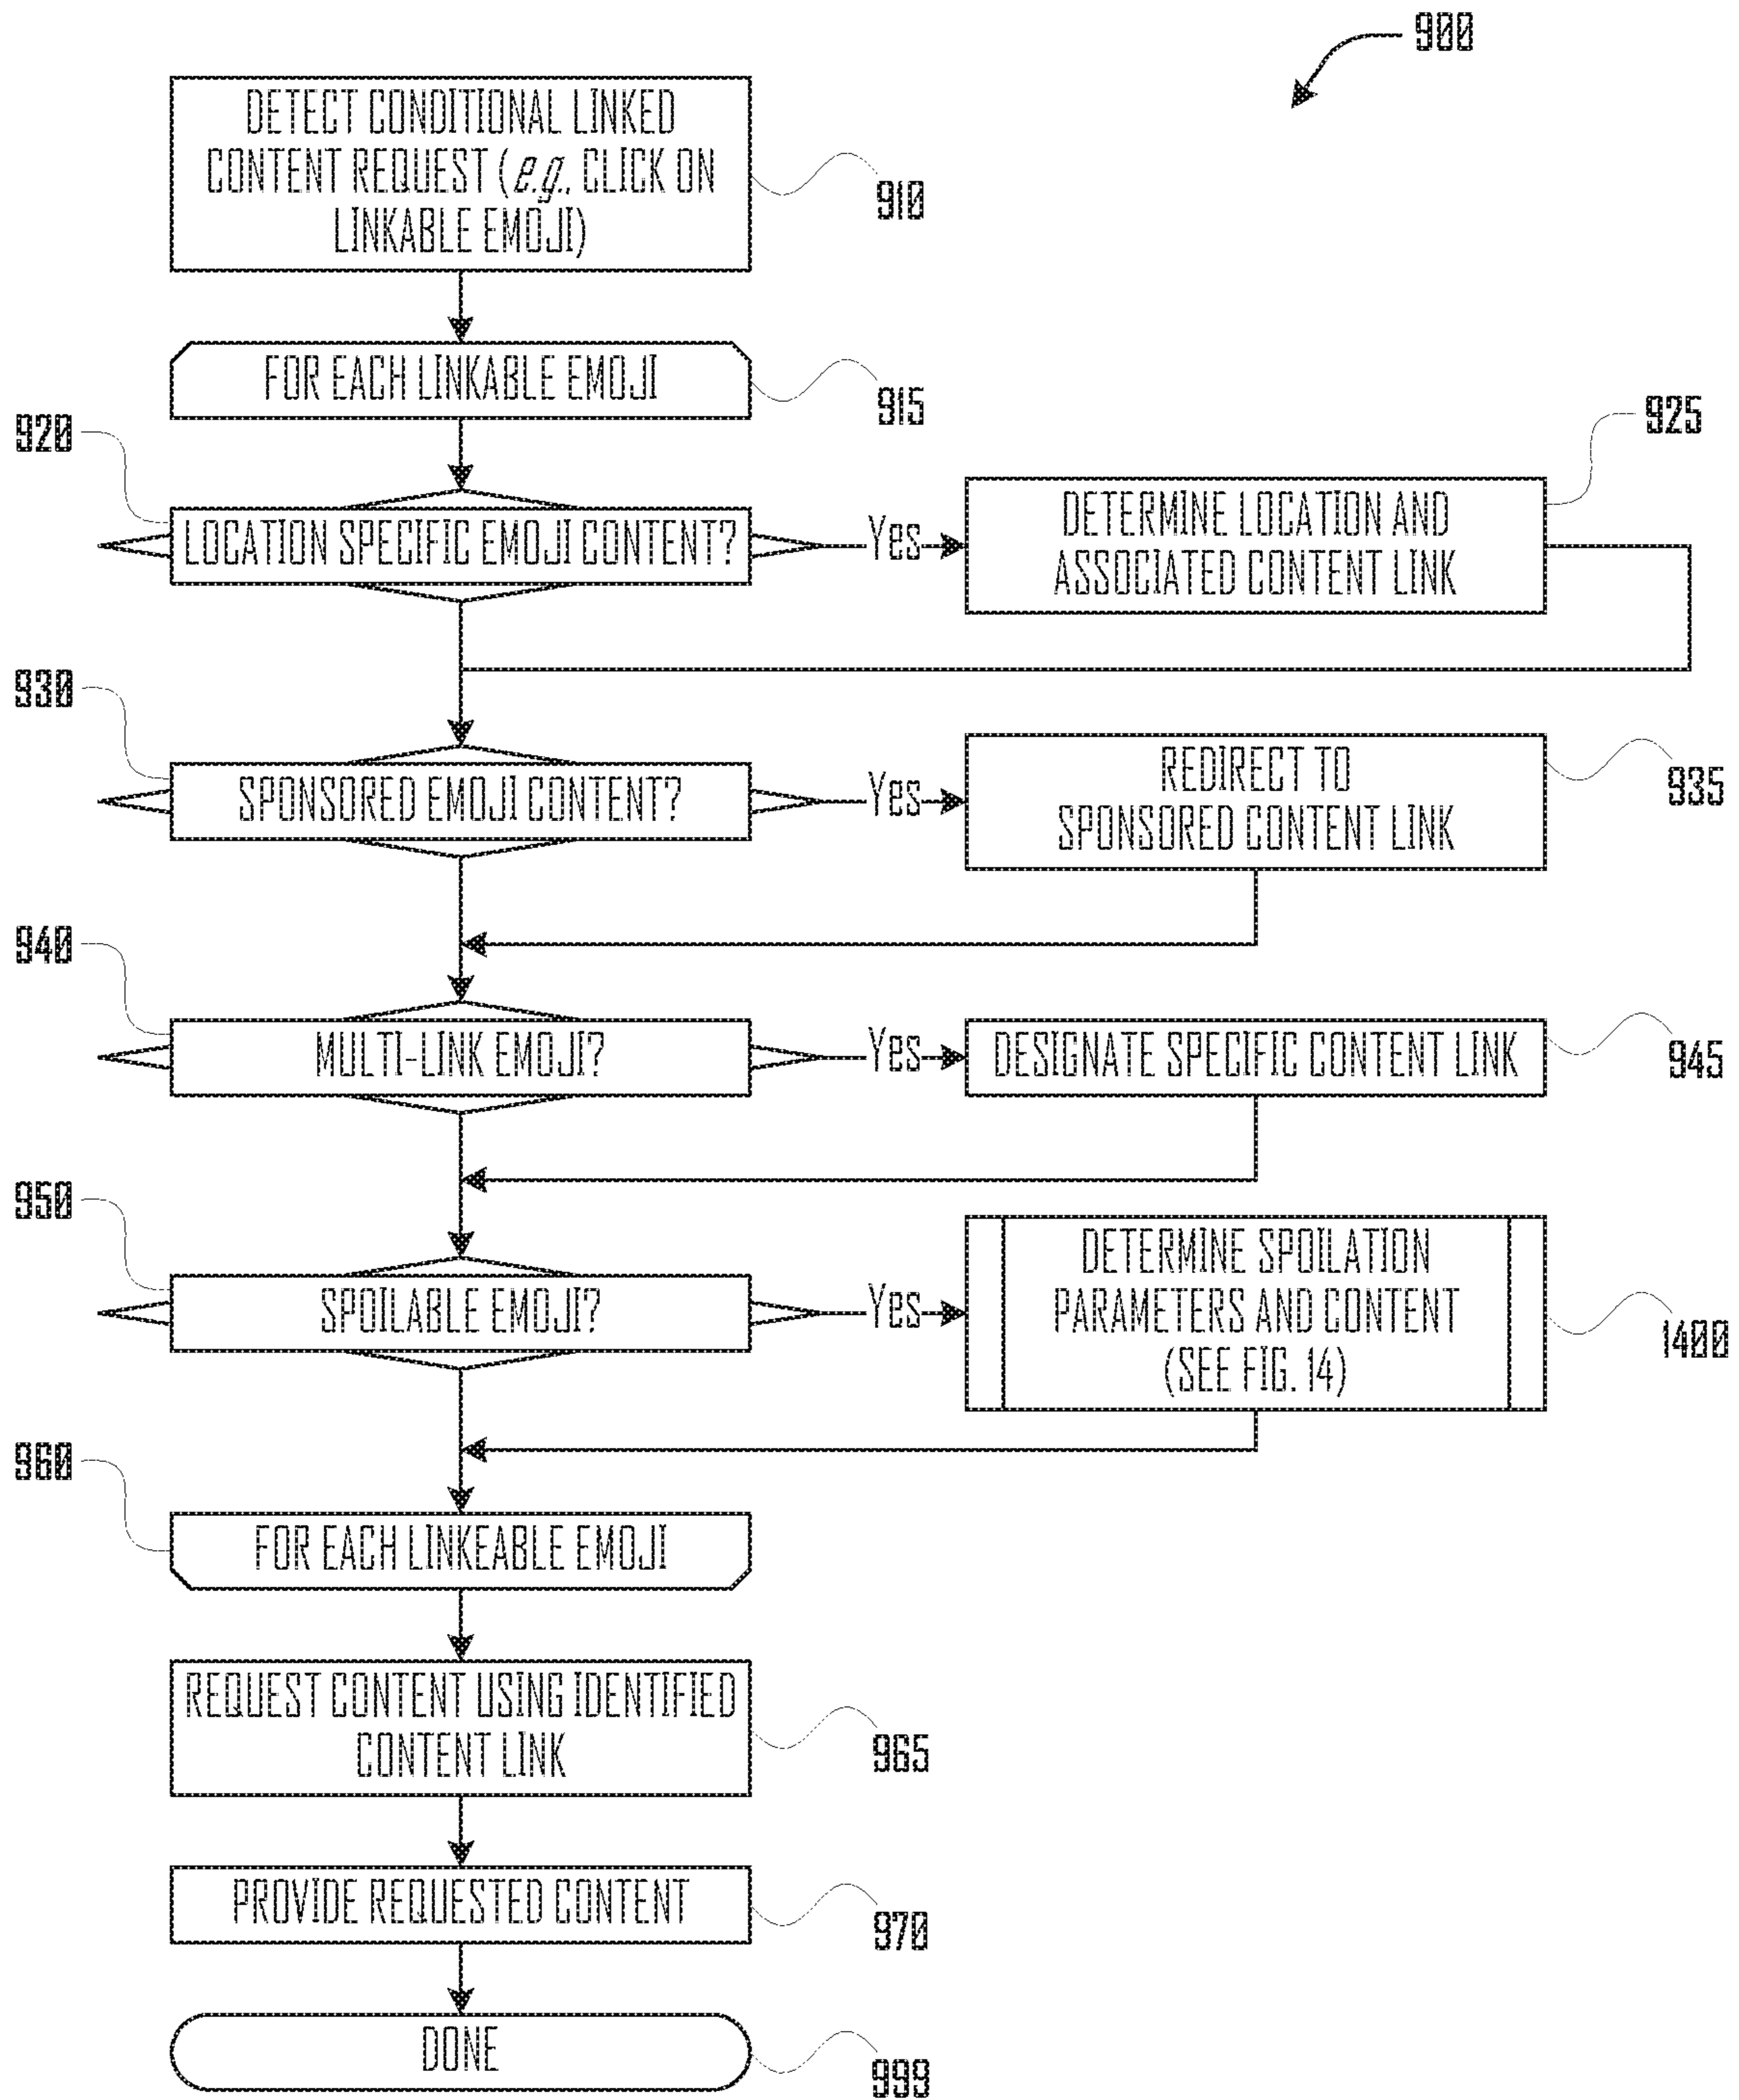 900
DETECT CONDITIONAL LINKED
CONTENT REQUEST (e.g., CLICK ON
LINKABLE EMOJI)
910
FOR EACH LINKABLE EMOJI
915
920
LOCATION SPECIFIC EMOJI CONTENT?
Yes
DETERMINE LOCATION AND
ASSOCIATED CONTENT LINK
925
930
SPONSORED EMOJI CONTENT?
Yes
REDIRECT TO
SPONSORED CONTENT LINK
935
940
MULTI-LINK EMOJI?
Yes
DESIGNATE SPECIFIC CONTENT LINK
945
950
SPOILABLE EMOJI?
Yes
DETERMINE SPOILATION
PARAMETERS AND CONTENT
(SEE FIG. 14)
1400
960
FOR EACH LINKEABLE EMOJI
REQUEST CONTENT USING IDENTIFIED
CONTENT LINK
965
PROVIDE REQUESTED CONTENT
970
DONE
999